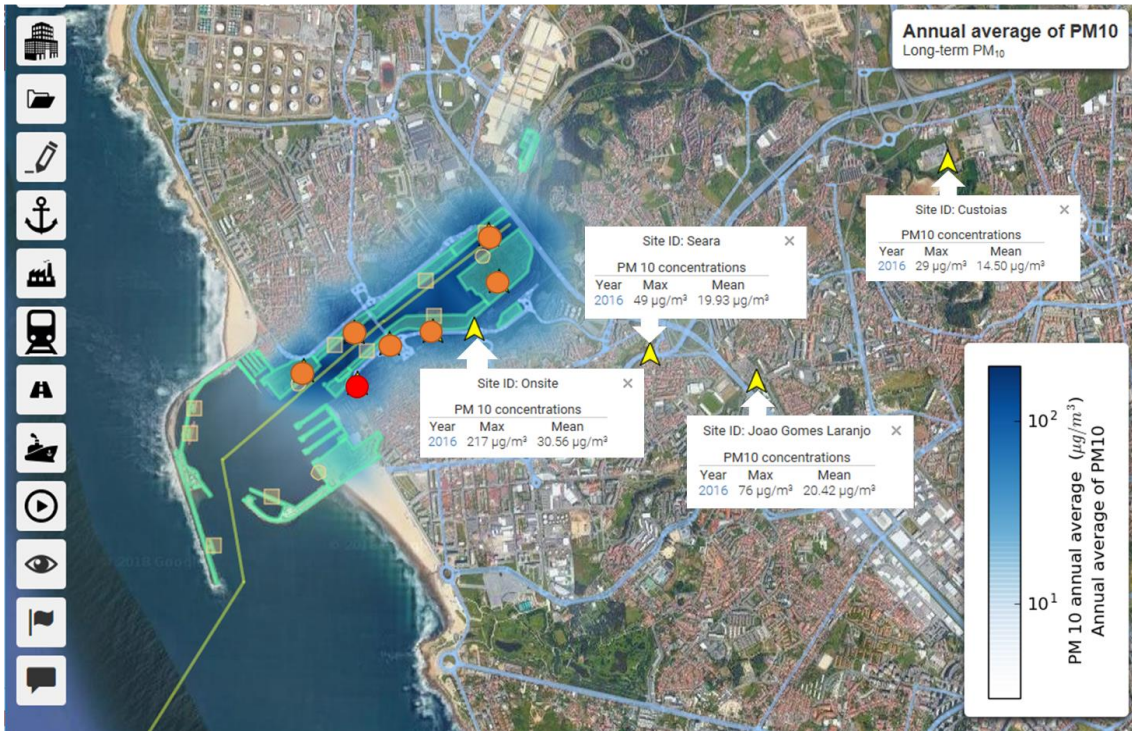 Annual average of PM10
Long-term PM₁₀
Site ID: Custoias ×
PM10 concentrations
Year Max Mean
2016 29 μg/m³ 14.50 μg/m³
Site ID: Seara ×
PM 10 concentrations
Year Max Mean
2016 49 μg/m³ 19.93 μg/m³
Site ID: Onsite ×
PM 10 concentrations
Year Max Mean
2016 217 μg/m³ 30.56 μg/m³
Site ID: Joao Gomes Laranjo ×
PM10 concentrations
Year Max Mean
2016 76 μg/m³ 20.42 μg/m³
10²
10¹
PM 10 annual average (μg/m³)
Annual average of PM10